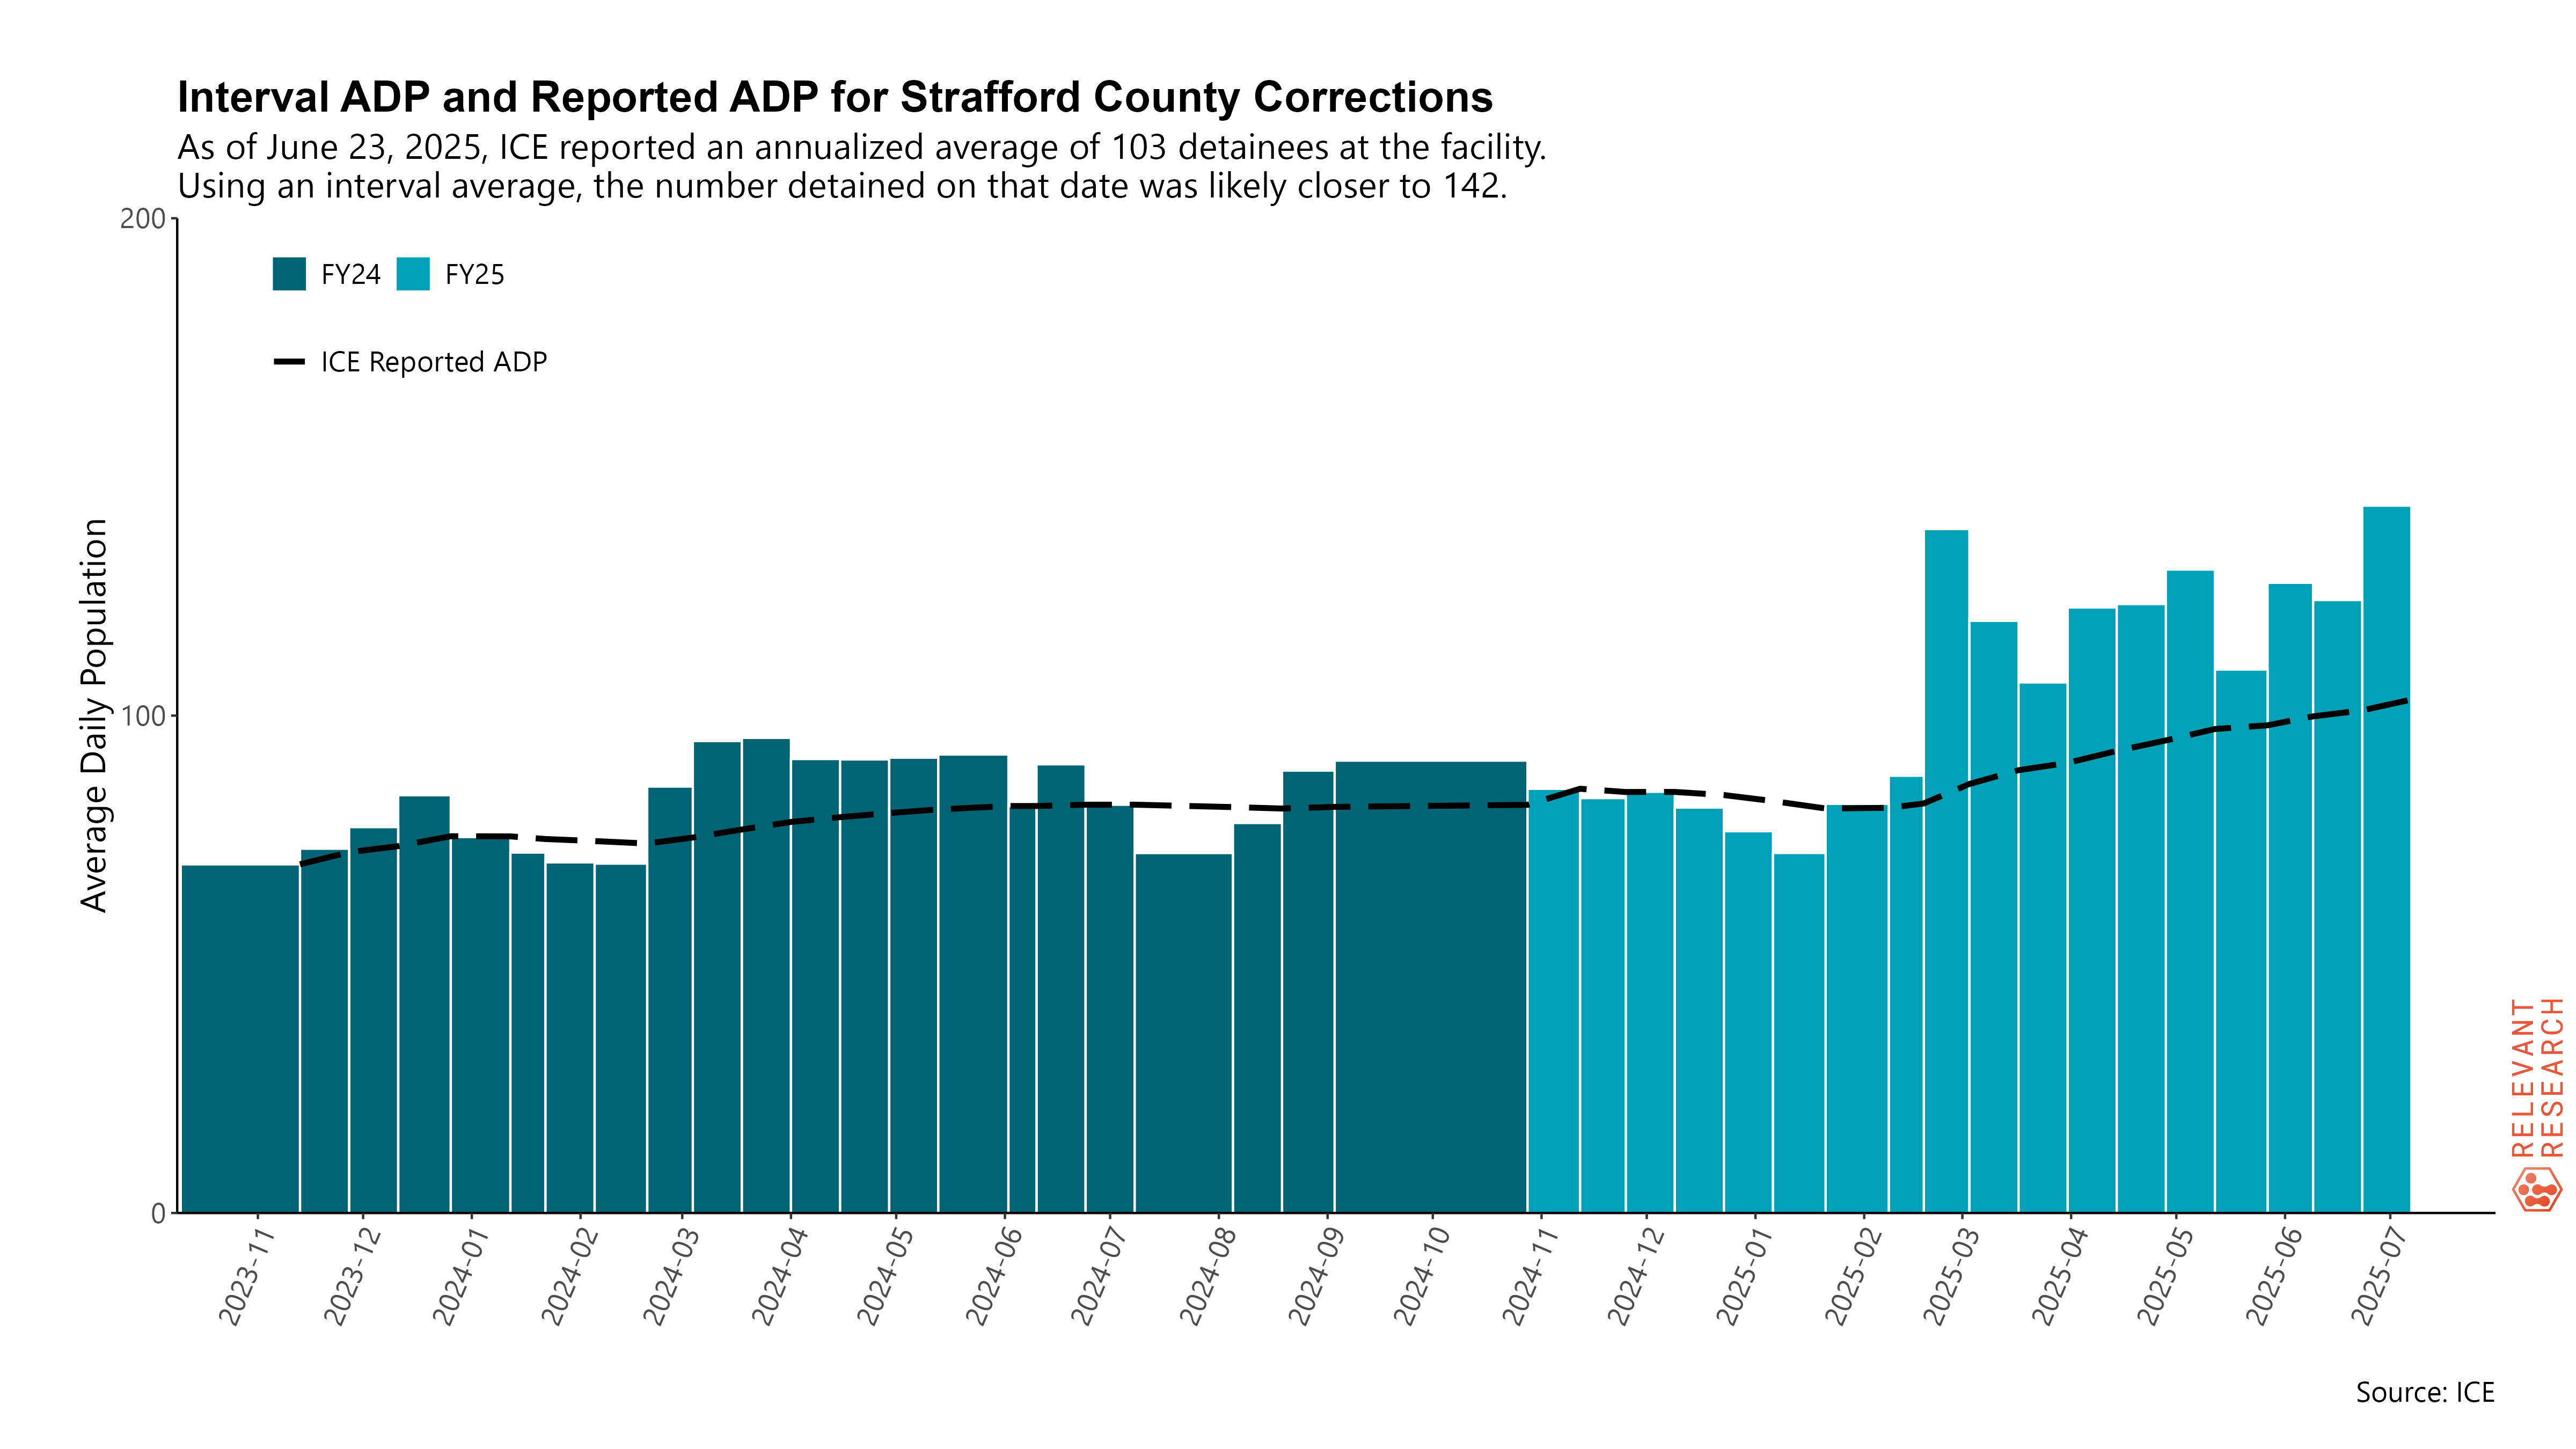 Interval ADP and Reported ADP for Strafford County Corrections
As of June 23, 2025, ICE reported an annualized average of 103 detainees at the facility.
Using an interval average, the number detained on that date was likely closer to 142.
200
FY24 FY25
ICE Reported ADP
Average Daily Population
100
0
2023-11
2023-12
2024-01
2024-02
2024-03
2024-04
2024-05
2024-06
2024-07
2024-08
2024-09
2024-10
2024-11
2024-12
2025-01
2025-02
2025-03
2025-04
2025-05
2025-06
2025-07
RELEVANT
RESEARCH
Source: ICE